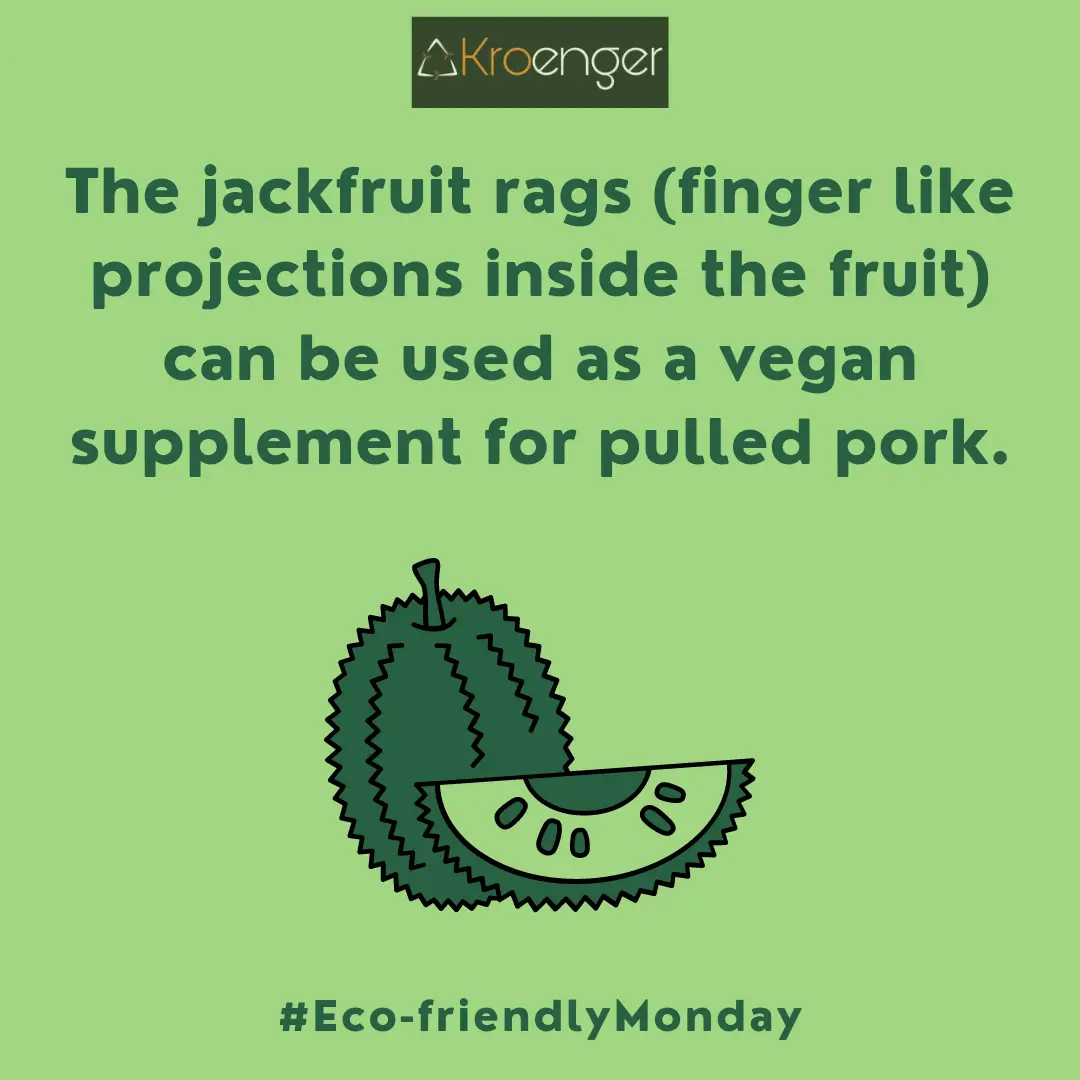 Kroenger
The jackfruit rags (finger like
projections inside the fruit)
can be used as a vegan
supplement for pulled pork.
#Eco-friendlyMonday